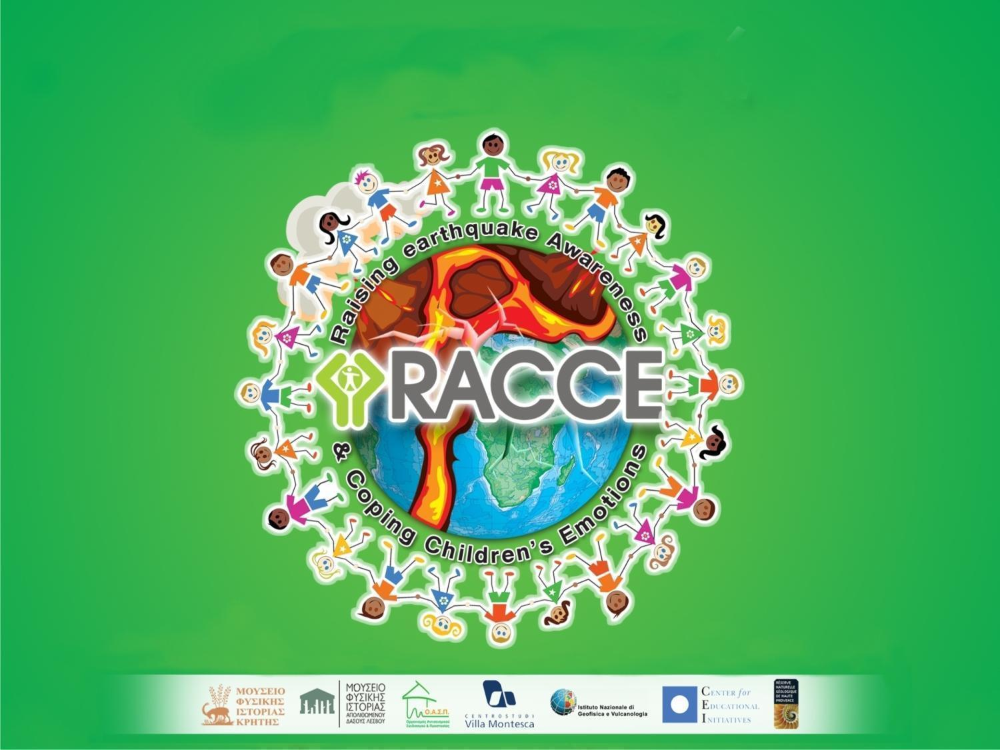 Raising earthquake Awareness
RACCE
& Coping Children's Emotions
ΜΟΥΣΕΙΟ
ΦΥΣΙΚΗΣ
ΙΣΤΟΡΙΑΣ
ΚΡΗΤΗΣ
ΜΟΥΣΕΙΟ
ΦΥΣΙΚΗΣ
ΙΣΤΟΡΙΑΣ
ΑΠΟΛΙΘΩΜΕΝΟΥ
ΔΑΣΟΥΣ ΛΕΣΒΟΥ
Ο.Α.Σ.Π.
Οργανισμός Αντισεισμικού
Σχεδιασμού & Προστασίας
CENTROSTUDI
Villa Montesca
Istituto Nazionale di
Geofisica e Vulcanologia
CENTER for
EDUCATIONAL
INITIATIVES
RÉSERVE
NATURELLE
GÉOLOGIQUE
DE HAUTE
PROVENCE